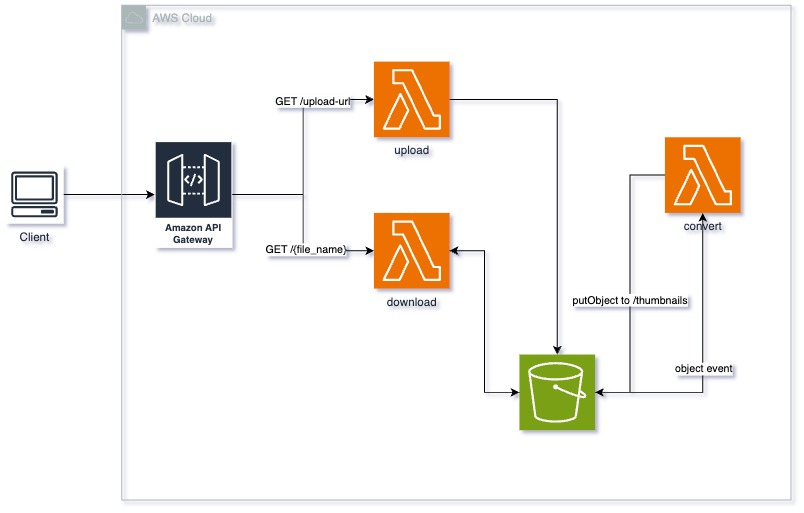 AWS Cloud
GET /upload-url
upload
Client
Amazon API
Gateway
GET /{file_name}
download
convert
putObject to /thumbnails
object event